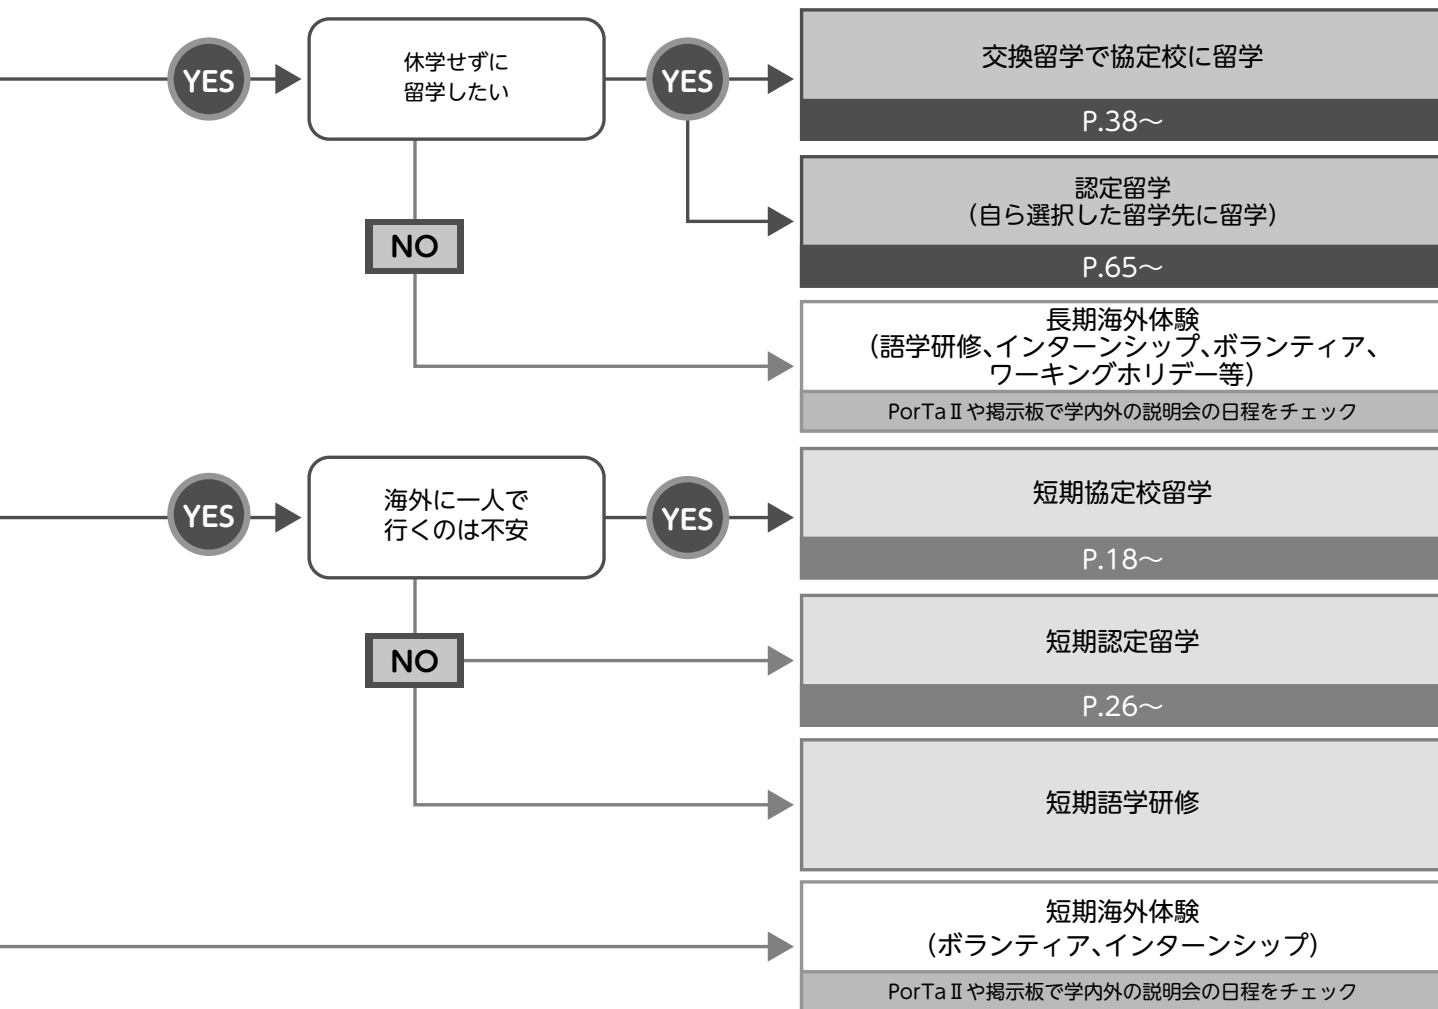 YES
休学せずに
留学したい
YES
交換留学で協定校に留学
P.38～
認定留学
（自ら選択した留学先に留学）
P.65～
NO
長期海外体験
（語学研修、インターンシップ、ボランティア、
ワーキングホリデー等）
PorTaⅡや掲示板で学内外の説明会の日程をチェック
YES
海外に一人で
行くのは不安
YES
短期協定校留学
P.18～
NO
短期認定留学
P.26～
短期語学研修
短期海外体験
（ボランティア、インターンシップ）
PorTaⅡや掲示板で学内外の説明会の日程をチェック